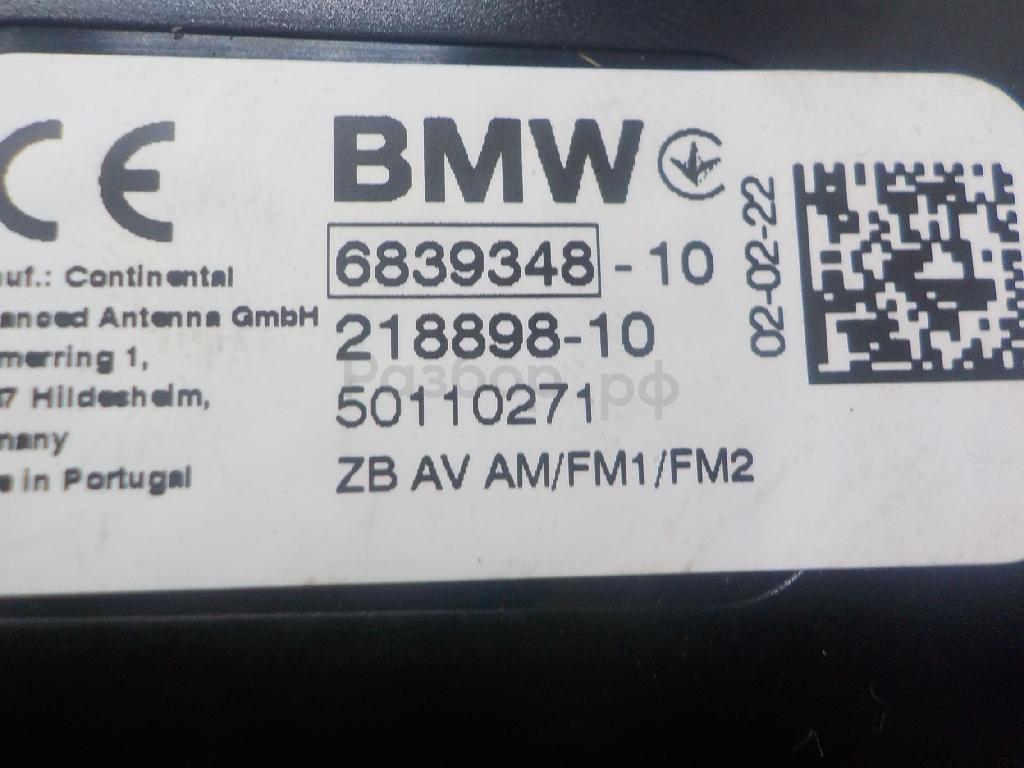 CE
uf.: Continental
anced Antenna GmbH
merring 1,
7 Hildesheim,
many
e in Portugal
BMW
6839348 - 10
218898-10
Разбор.рф
50110271
ZB AV AM/FM1/FM2
02-02-22